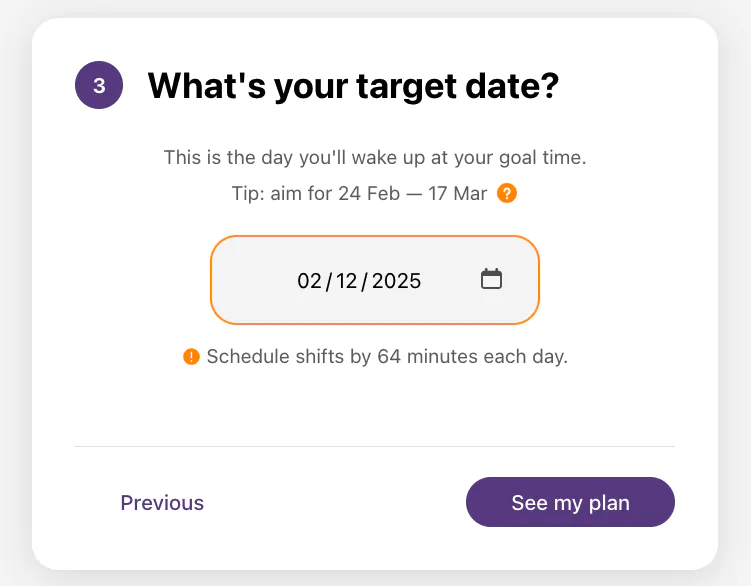 3 What's your target date?
This is the day you'll wake up at your goal time.
Tip: aim for 24 Feb — 17 Mar ?
02/12/2025
! Schedule shifts by 64 minutes each day.
Previous
See my plan